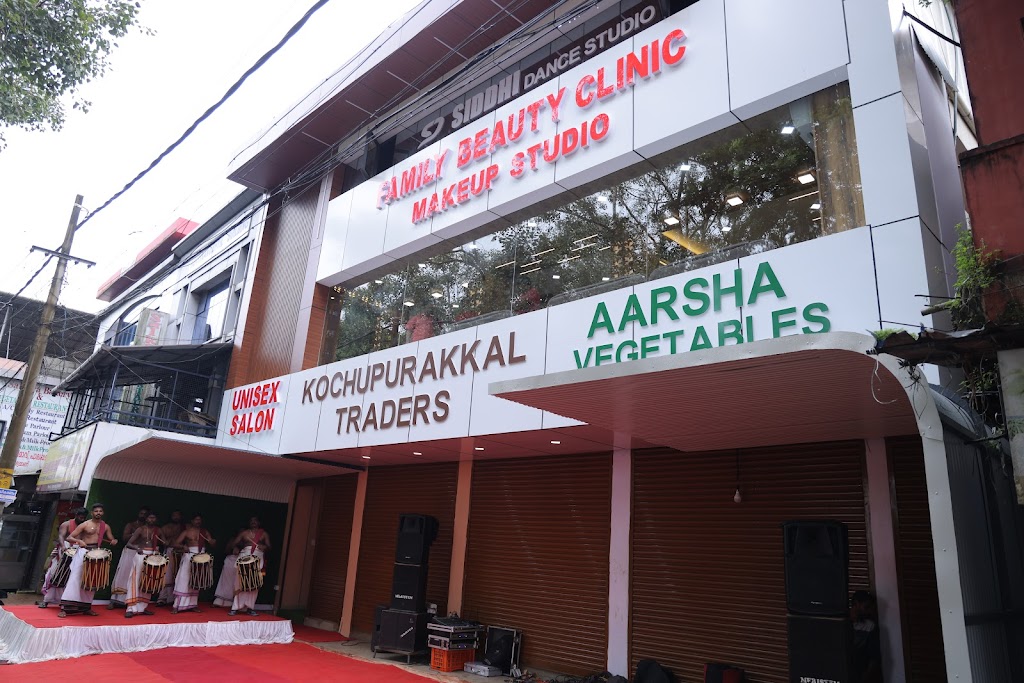 SIDDHI DANCE STUDIO
FAMILY BEAUTY CLINIC
MAKEUP STUDIO
AARSHA
VEGETABLES
KOCHUPURAKKAL
TRADERS
UNISEX
SALON